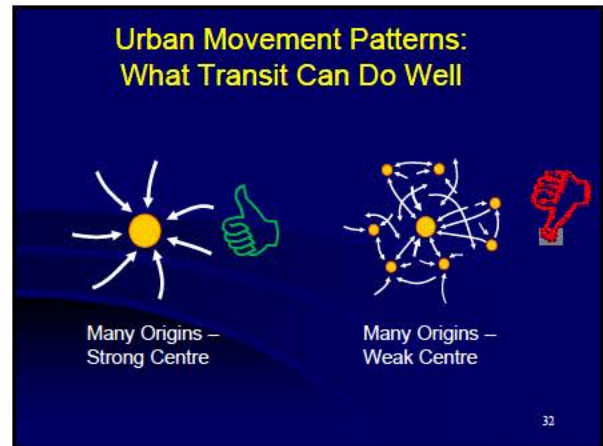 Urban Movement Patterns:
What Transit Can Do Well
Many Origins –
Strong Centre
Many Origins –
Weak Centre
32